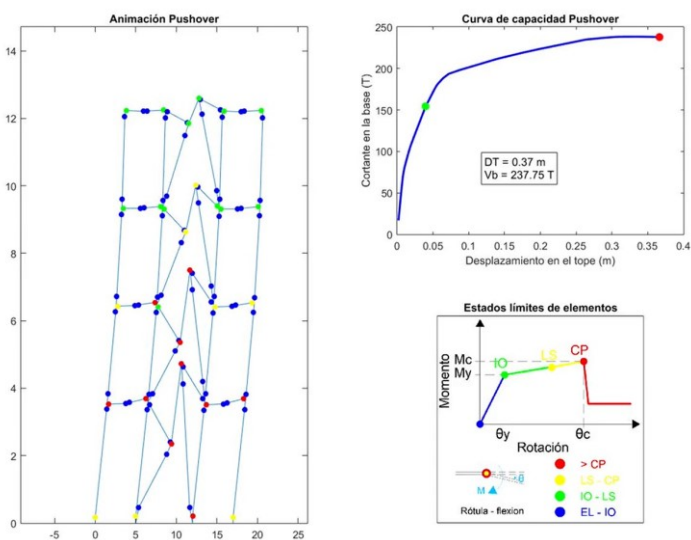 Animación Pushover
14
12
10
8
6
4
2
0
-5
0
5
10
15
20
25
Curva de capacidad Pushover
Cortante en la base (T)
250
200
150
100
50
0
DT = 0.37 m
Vb = 237.75 T
0
0.05
0.1
0.15
0.2
0.25
0.3
0.35
0.4
Desplazamiento en el tope (m)
Estados límites de elementos
Momento
Mc
My
IO
LS
CP
θy
θc
Rotación
θ
M
Rótula - flexion
> CP
LS - CP
IO - LS
EL - IO